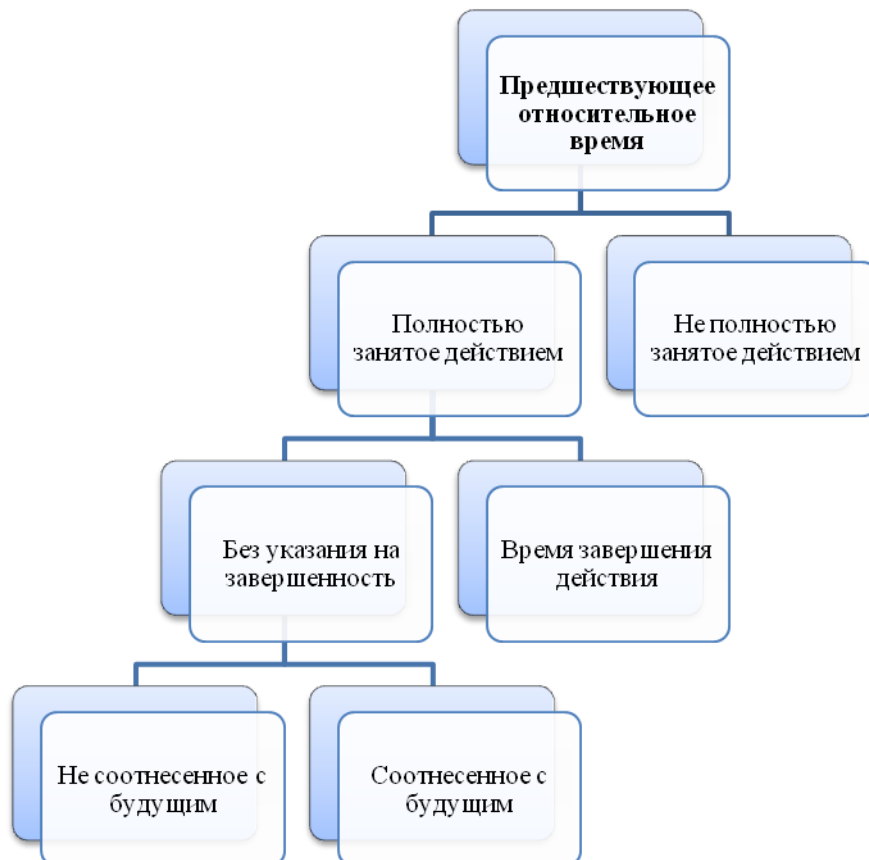 Предшествующее
относительное
время
Полностью
занятое действием
Не полностью
занятое действием
Без указания на
завершенность
Время завершения
действия
Не соотнесенное с
будущим
Соотнесенное с
будущим